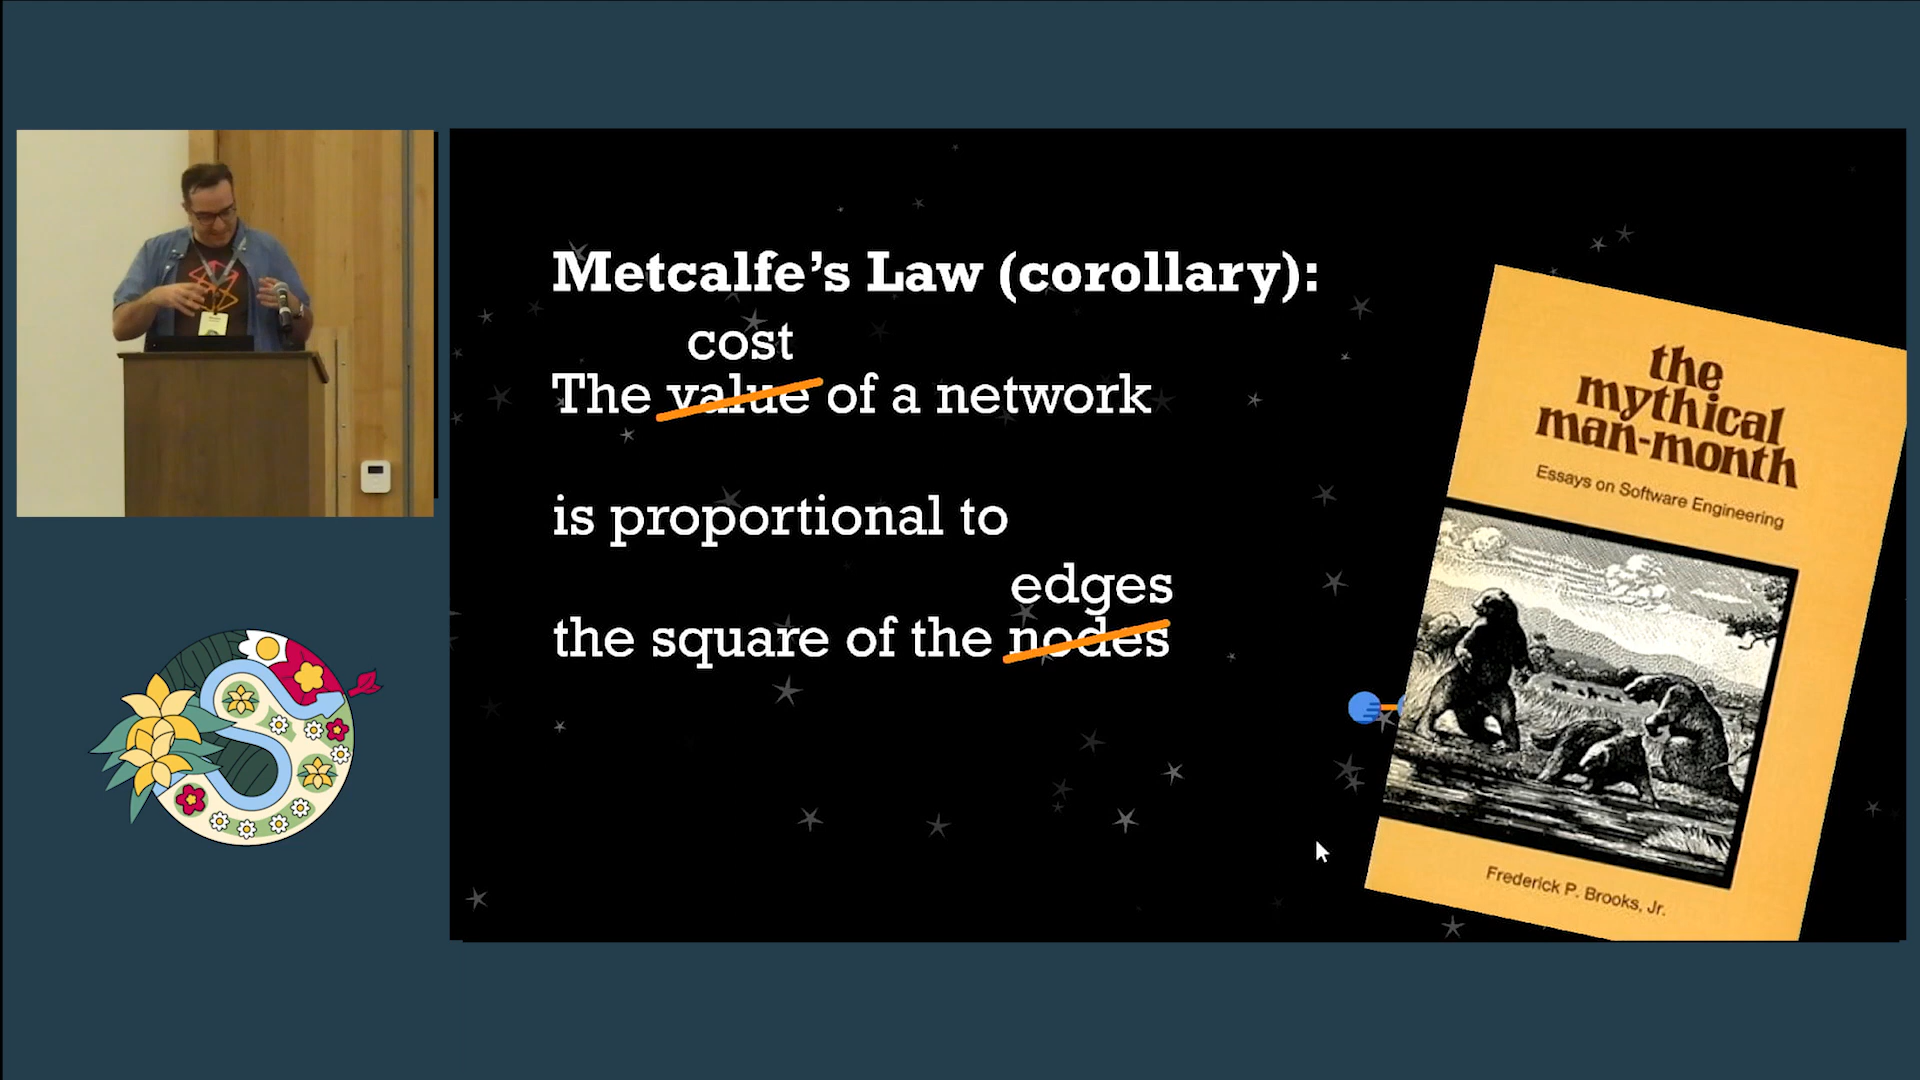 Metcalfe's Law (corollary):
cost
The value of a network
is proportional to
edges
the square of the nodes
the
mythical
man-month
Essays on Software Engineering
Frederick P. Brooks, Jr.